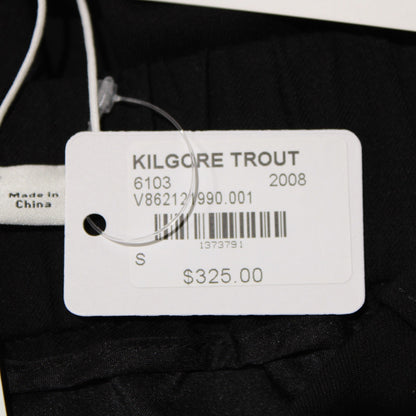 KILGORE TROUT
6103 2008
V862121990.001
1373791
S
$325.00
Made in
China